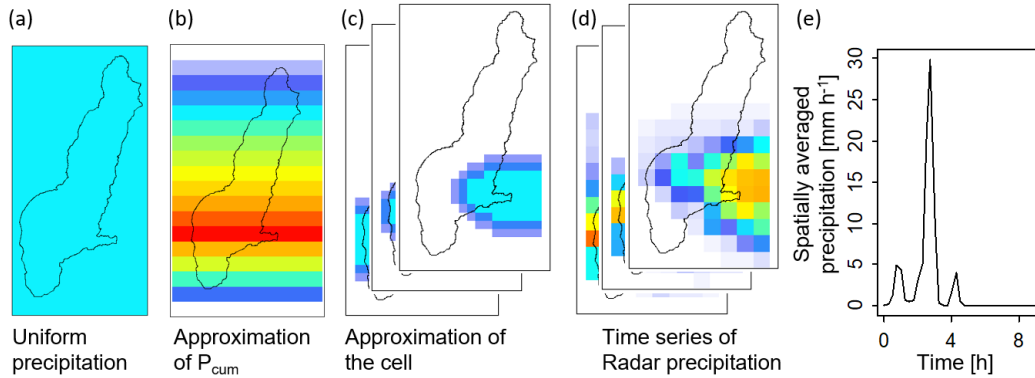 (a)
(b)
(c)
(d)
(e)
Uniform
precipitation
Approximation
of P_cum
Approximation of
the cell
Time series of
Radar precipitation
Spatially averaged
precipitation [mm h⁻¹]
30
25
20
15
10
5
0
0
4
8
Time [h]